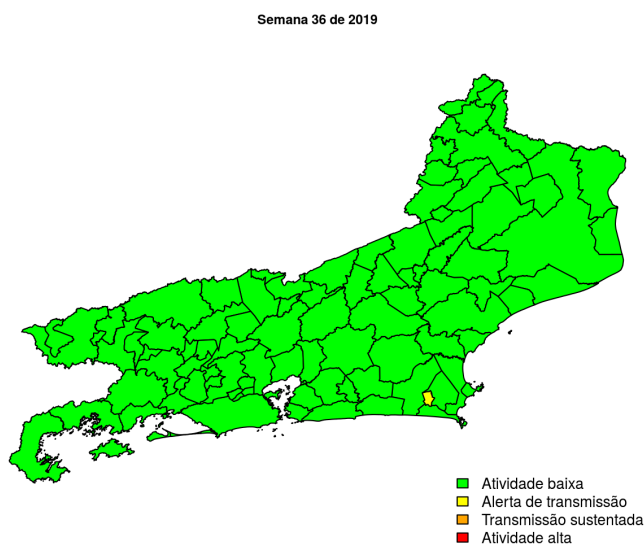 Semana 36 de 2019
Atividade baixa
Alerta de transmissão
Transmissão sustentada
Atividade alta